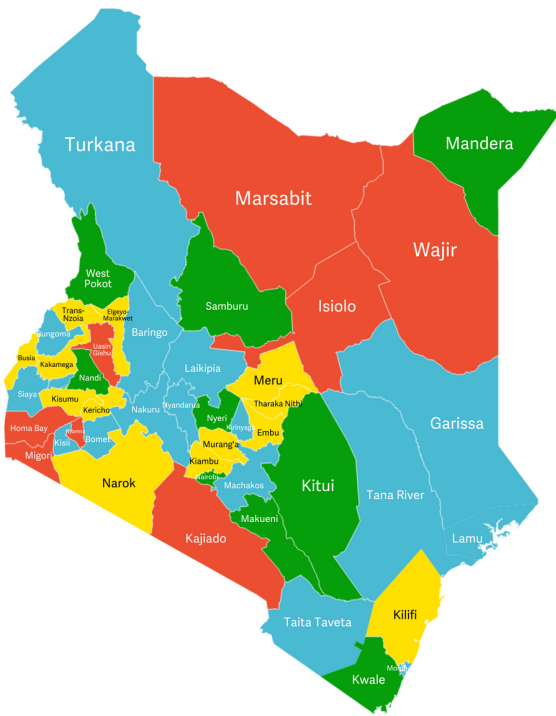 Turkana
Mandera
Marsabit
Wajir
West
Pokot
Samburu
Isiolo
Trans-
Nzoia
Elgeyo-
Marakwet
Bungoma
Baringo
Uasin
Gishu
Busia
Kakamega
Laikipia
Nandi
Meru
Siaya
Kisumu
Kericho
Nakuru
Nyandarua
Tharaka Nithi
Nyeri
Kirinyaga
Garissa
Homa Bay
Kisii
Bomet
Embu
Murang'a
Migori
Kiambu
Nairobi
Narok
Machakos
Kitui
Tana River
Makueni
Kajiado
Lamu
Kilifi
Taita Taveta
Kwale